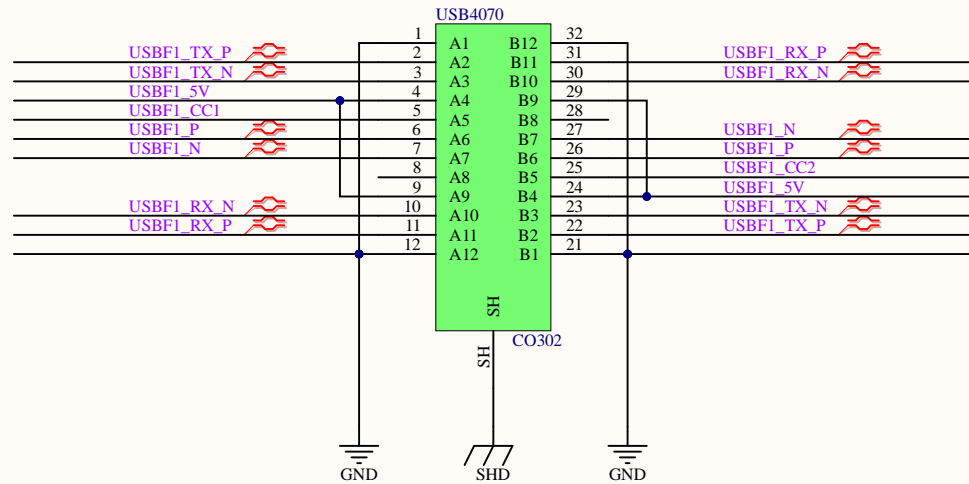 USB4070
1 A1 B12 32
USBF1_TX_P 2 A2 B11 31 USBF1_RX_P
USBF1_TX_N 3 A3 B10 30 USBF1_RX_N
USBF1_5V 4 A4 B9 29
USBF1_CC1 5 A5 B8 28
USBF1_P 6 A6 B7 27 USBF1_N
USBF1_N 7 A7 B6 26 USBF1_P
8 A8 B5 25 USBF1_CC2
9 A9 B4 24 USBF1_5V
USBF1_RX_N 10 A10 B3 23 USBF1_TX_N
USBF1_RX_P 11 A11 B2 22 USBF1_TX_P
12 A12 B1 21
SH
CO302
SH
GND SHD GND